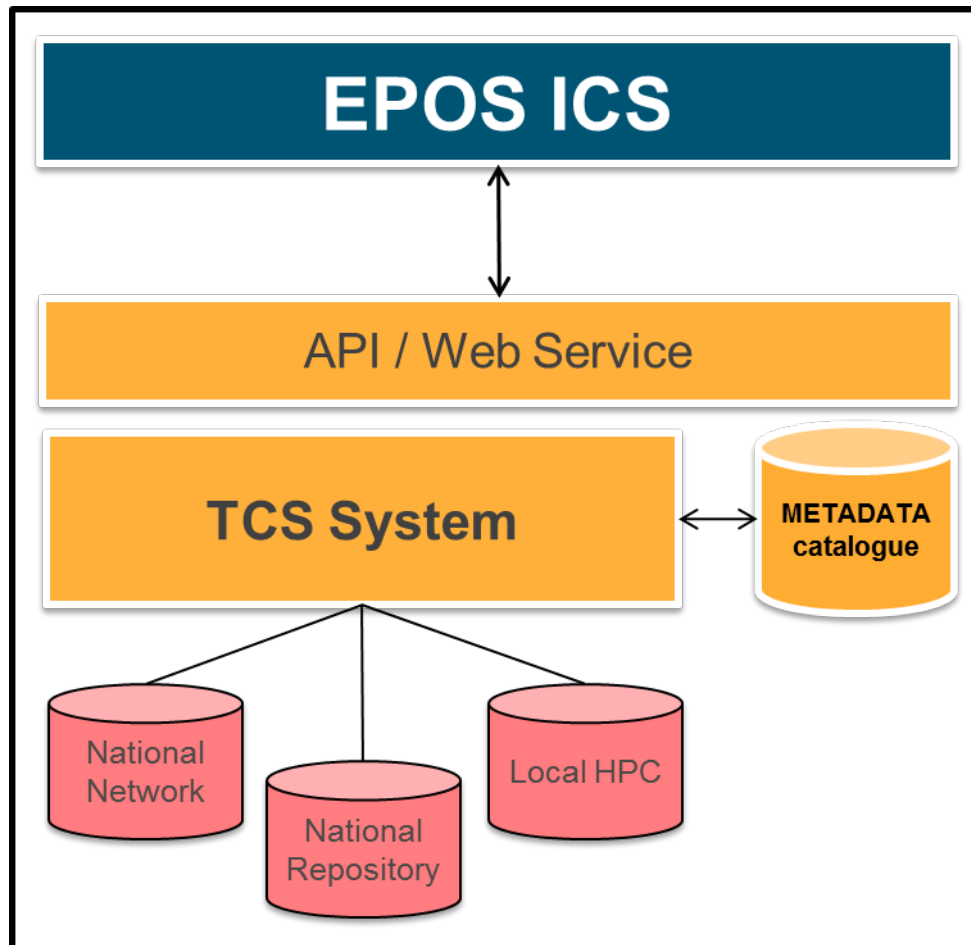 EPOS ICS
API / Web Service
TCS System
METADATA
catalogue
National
Network
National
Repository
Local HPC